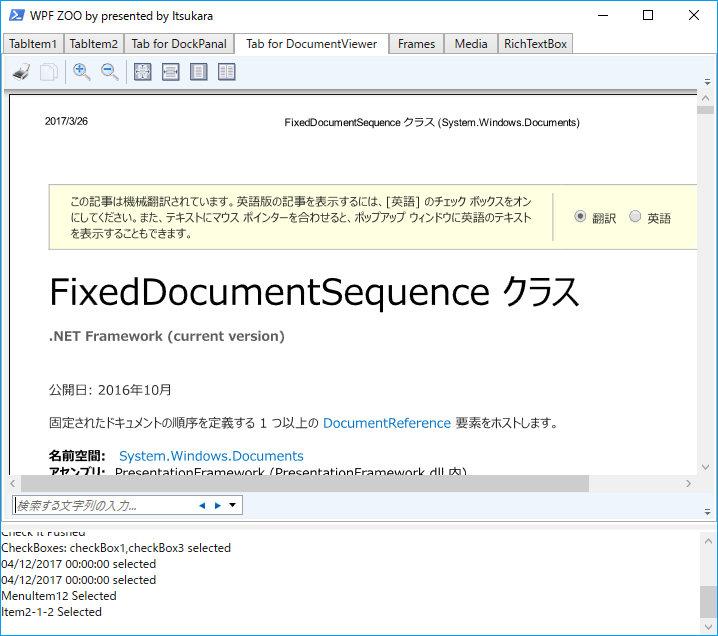 WPF ZOO by presented by Itsukara
TabItem1 TabItem2 Tab for DockPanal Tab for DocumentViewer Frames Media RichTextBox
2017/3/26 FixedDocumentSequence クラス (System.Windows.Documents)
この記事は機械翻訳されています。英語版の記事を表示するには、[英語] のチェック ボックスをオン
にしてください。また、テキストにマウス ポインターを合わせると、ポップアップ ウィンドウに英語のテキスト
を表示することもできます。
翻訳 英語
FixedDocumentSequence クラス
.NET Framework (current version)
公開日: 2016年10月
固定されたドキュメントの順序を定義する 1 つ以上の DocumentReference 要素をホストします。
名前空間: System.Windows.Documents
アセンブリ: PresentationFramework (PresentationFramework.dll 内)
検索する文字列の入力...
Check It Pushed
CheckBoxes: checkBox1,checkBox3 selected
04/12/2017 00:00:00 selected
04/12/2017 00:00:00 selected
MenuItem12 Selected
Item2-1-2 Selected